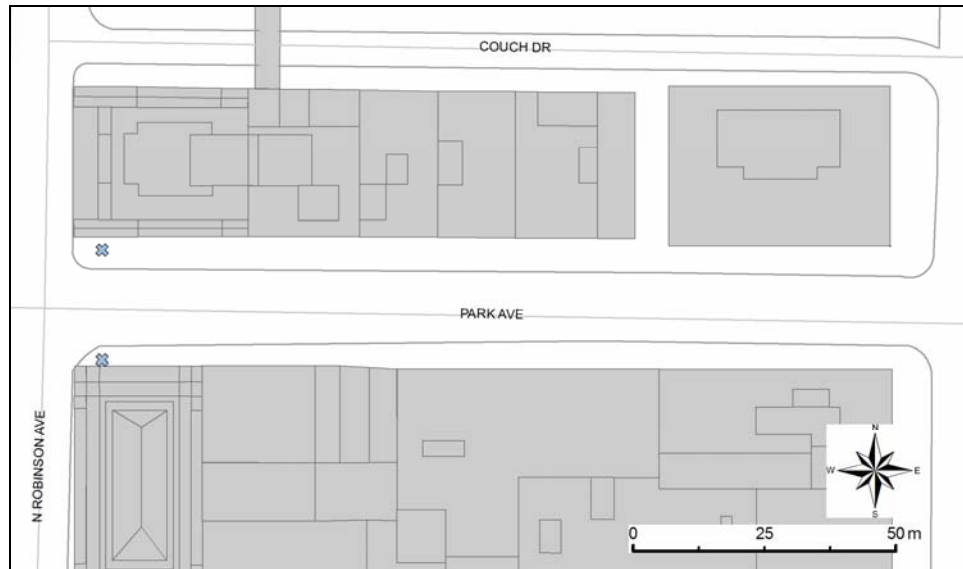 COUCH DR
PARK AVE
N ROBINSON AVE
N
W E
S
0 25 50 m